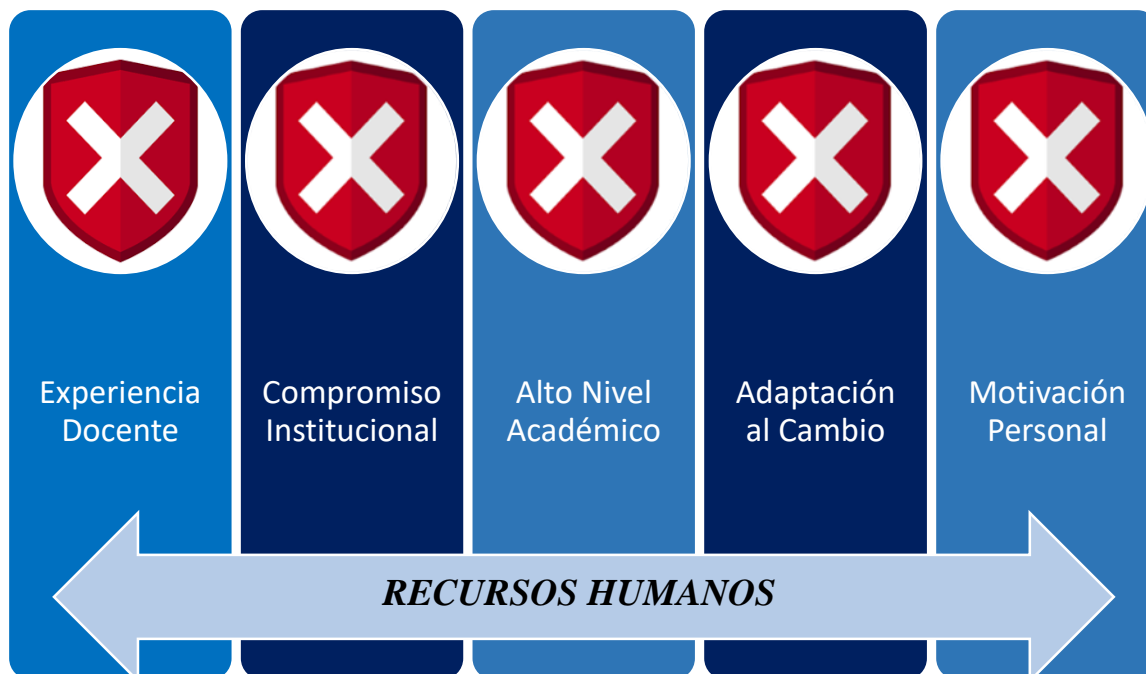 Experiencia
Docente
Compromiso
Institucional
Alto Nivel
Académico
Adaptación
al Cambio
Motivación
Personal
RECURSOS HUMANOS